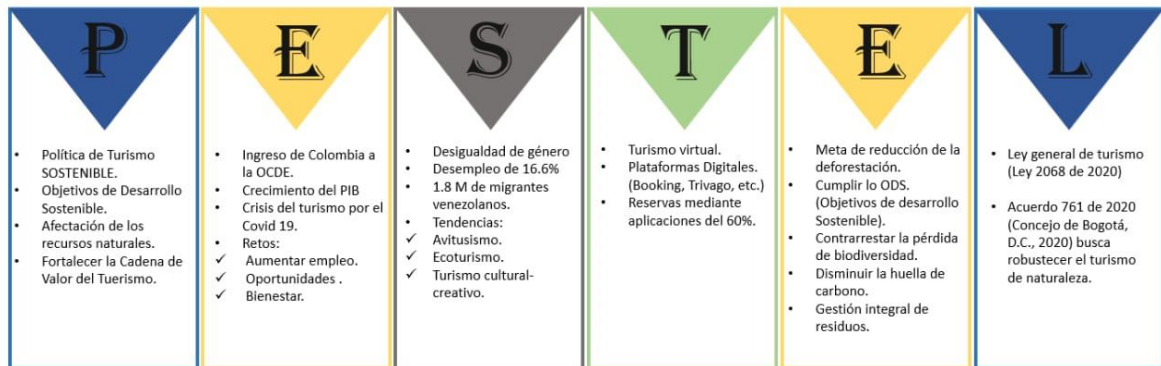 P
• Política de Turismo
SOSTENIBLE.
• Objetivos de Desarrollo
Sostenible.
• Afectación de los
recursos naturales.
• Fortalecer la Cadena de
Valor del Tuerismo.
E
• Ingreso de Colombia a
la OCDE.
• Crecimiento del PIB
• Crisis del turismo por el
Covid 19.
• Retos:
✓ Aumentar empleo.
✓ Oportunidades .
✓ Bienestar.
S
• Desigualdad de género
• Desempleo de 16.6%
• 1.8 M de migrantes
venezolanos.
• Tendencias:
✓ Avitusismo.
✓ Ecoturismo.
✓ Turismo cultural-
creativo.
T
• Turismo virtual.
• Plataformas Digitales.
(Booking, Trivago, etc.)
• Reservas mediante
aplicaciones del 60%.
E
• Meta de reducción de la
deforestación.
• Cumplir lo ODS.
(Objetivos de desarrollo
Sostenible).
• Contrarrestar la pérdida
de biodiversidad.
• Disminuir la huella de
carbono.
• Gestión integral de
residuos.
L
• Ley general de turismo
(Ley 2068 de 2020)
• Acuerdo 761 de 2020
(Concejo de Bogotá,
D.C., 2020) busca
robustecer el turismo
de naturaleza.